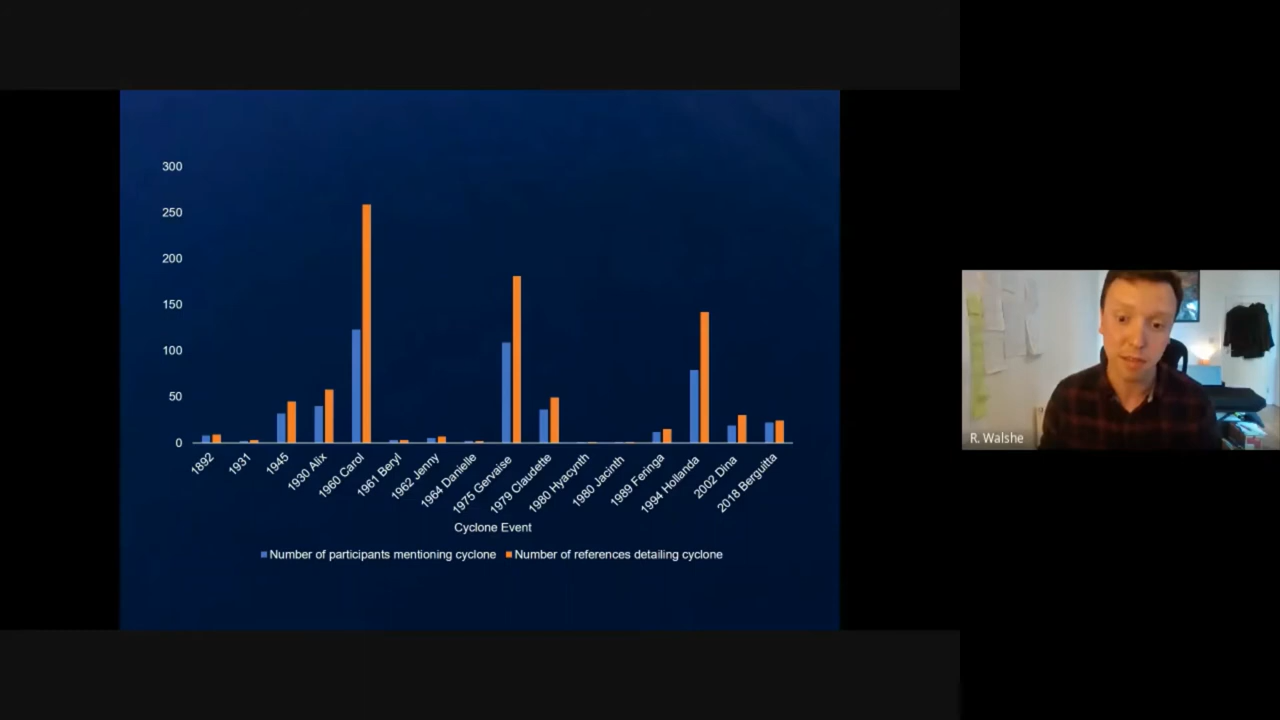 300
250
200
150
100
50
0
1892
1931
1945
1930 Alix
1960 Carol
1961 Beryl
1962 Jenny
1964 Danielle
1975 Gervaise
1979 Claudette
1980 Hyacynth
1980 Jacinth
1989 Feringa
1994 Hollanda
2002 Dina
2018 Berguitta
Cyclone Event
Number of participants mentioning cyclone
Number of references detailing cyclone
R. Walshe